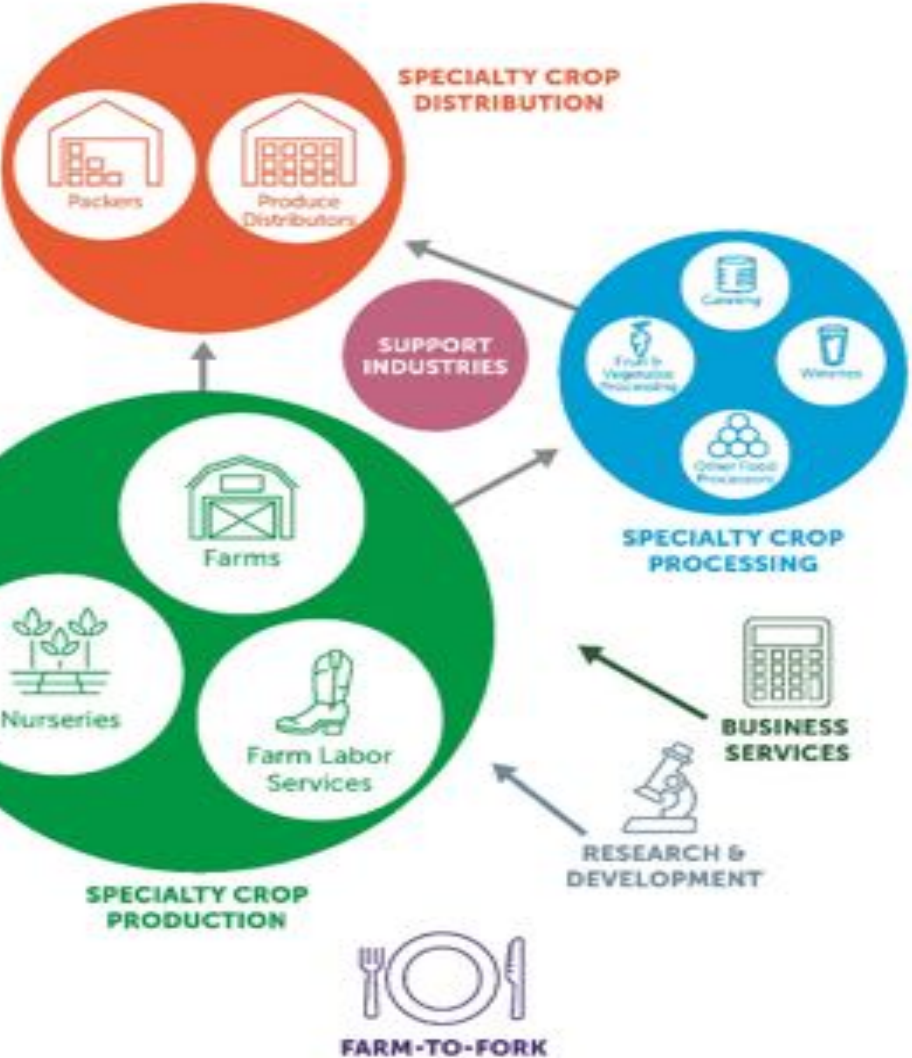 SPECIALTY CROP
DISTRIBUTION
Packers
Produce
Distributors
SUPPORT
INDUSTRIES
Canning
Fruit &
Vegetable
Processing
Wineries
Other Food
Processors
SPECIALTY CROP
PROCESSING
Farms
Nurseries
Farm Labor
Services
BUSINESS
SERVICES
RESEARCH &
DEVELOPMENT
SPECIALTY CROP
PRODUCTION
FARM-TO-FORK